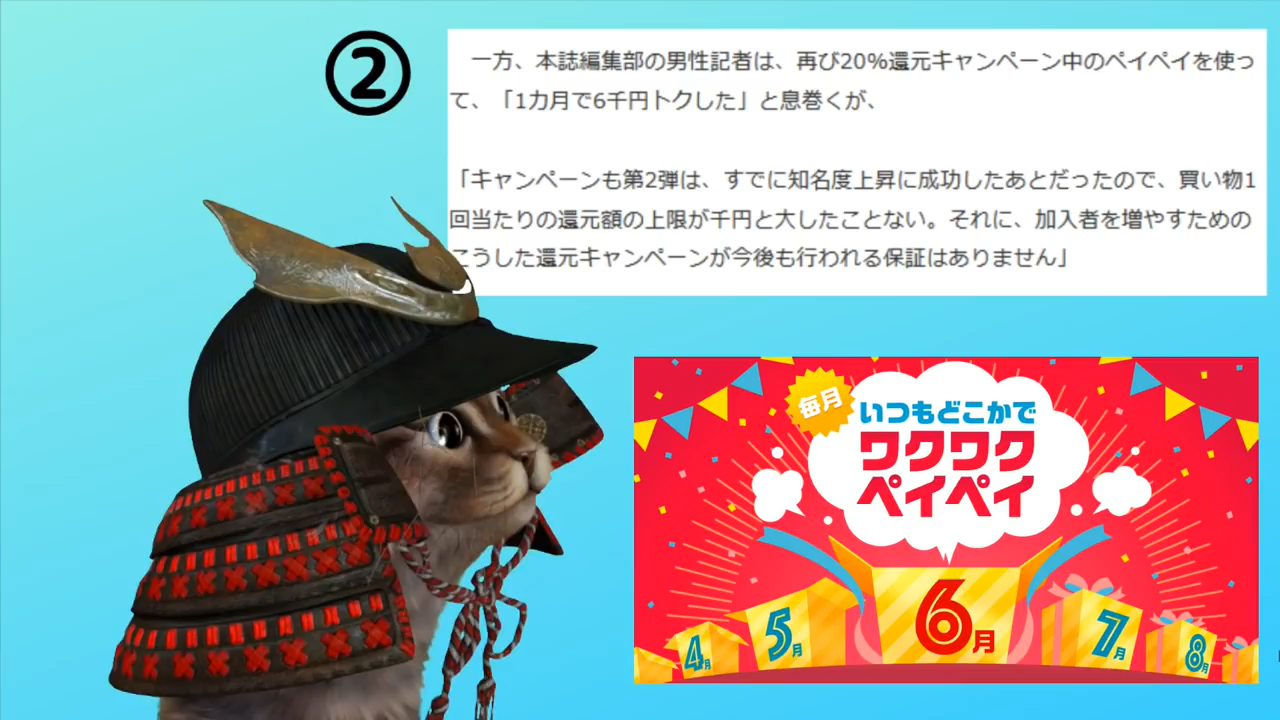 ②
一方、本誌編集部の男性記者は、再び20%還元キャンペーン中のペイペイを使っ
て、「1カ月で6千円トクした」と息巻くが、
「キャンペーンも第2弾は、すでに知名度上昇に成功したあとだったので、買い物1
回当たりの還元額の上限が千円と大したことない。それに、加入者を増やすための
こうした還元キャンペーンが今後も行われる保証はありません」
毎月
いつもどこかで
ワクワク
ペイペイ
4月
5月
6月
7月
8月